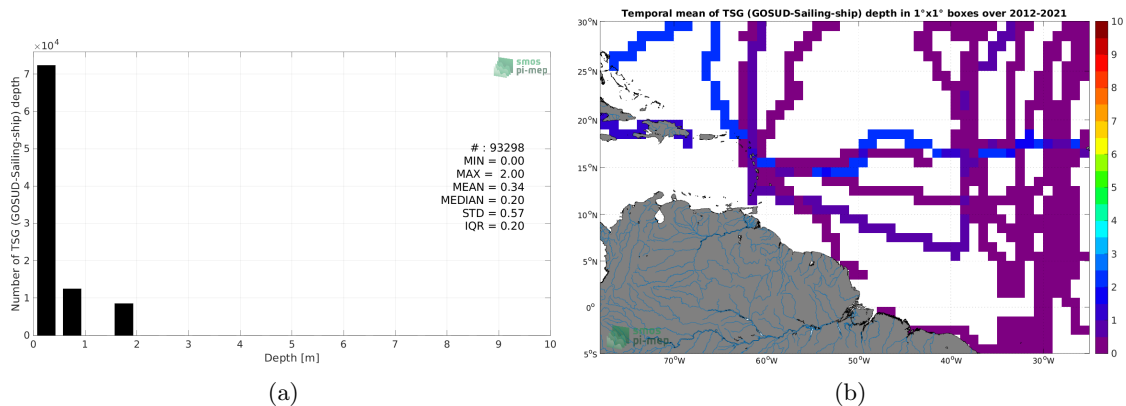 ×10⁴
7
6
5
4
3
2
1
0
Number of TSG (GOSUD-Sailing-ship) depth
smos
pi-mep
# : 93298
MIN = 0.00
MAX = 2.00
MEAN = 0.34
MEDIAN = 0.20
STD = 0.57
IQR = 0.20
0 1 2 3 4 5 6 7 8 9 10
Depth [m]
(a)
Temporal mean of TSG (GOSUD-Sailing-ship) depth in 1°x1° boxes over 2012-2021
30°N
25°N
20°N
15°N
10°N
5°N
0°
5°S
70°W 60°W 50°W 40°W 30°W
smos
pi-mep
10
9
8
7
6
5
4
3
2
1
0
(b)